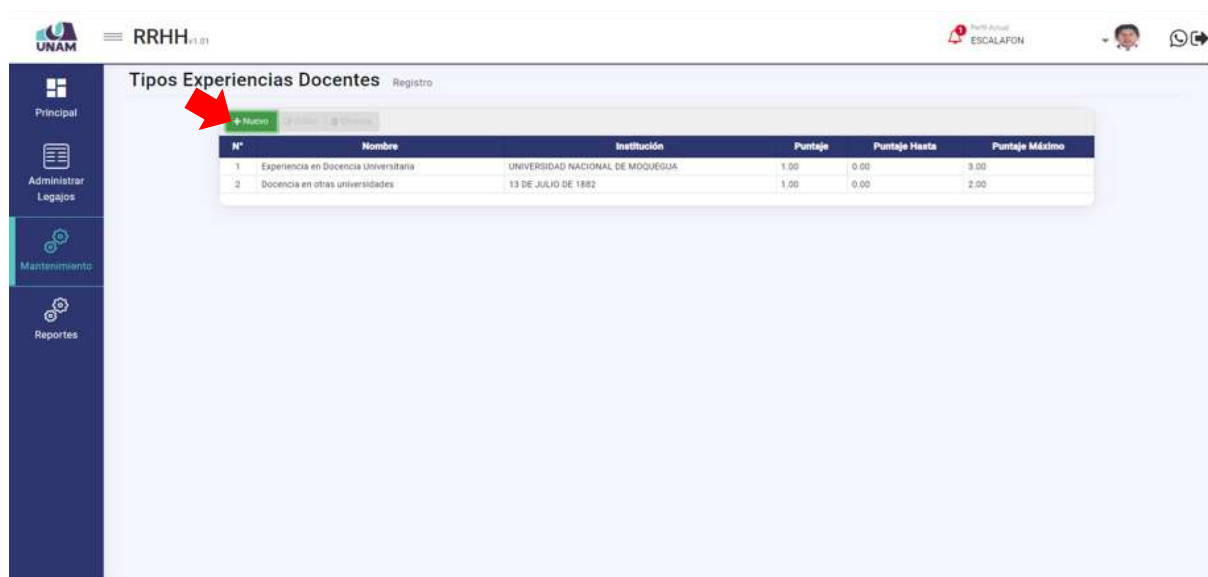 UNAM
RRHH v1.01
Perfil Actual
ESCALAFON
Principal
Administrar
Legajos
Mantenimiento
Reportes
Tipos Experiencias Docentes Registro
+ Nuevo
N° Nombre Institución Puntaje Puntaje Hasta Puntaje Máximo
1 Experiencia en Docencia Universitaria UNIVERSIDAD NACIONAL DE MOQUEGUA 1.00 0.00 3.00
2 Docencia en otras universidades 13 DE JULIO DE 1882 1.00 0.00 2.00